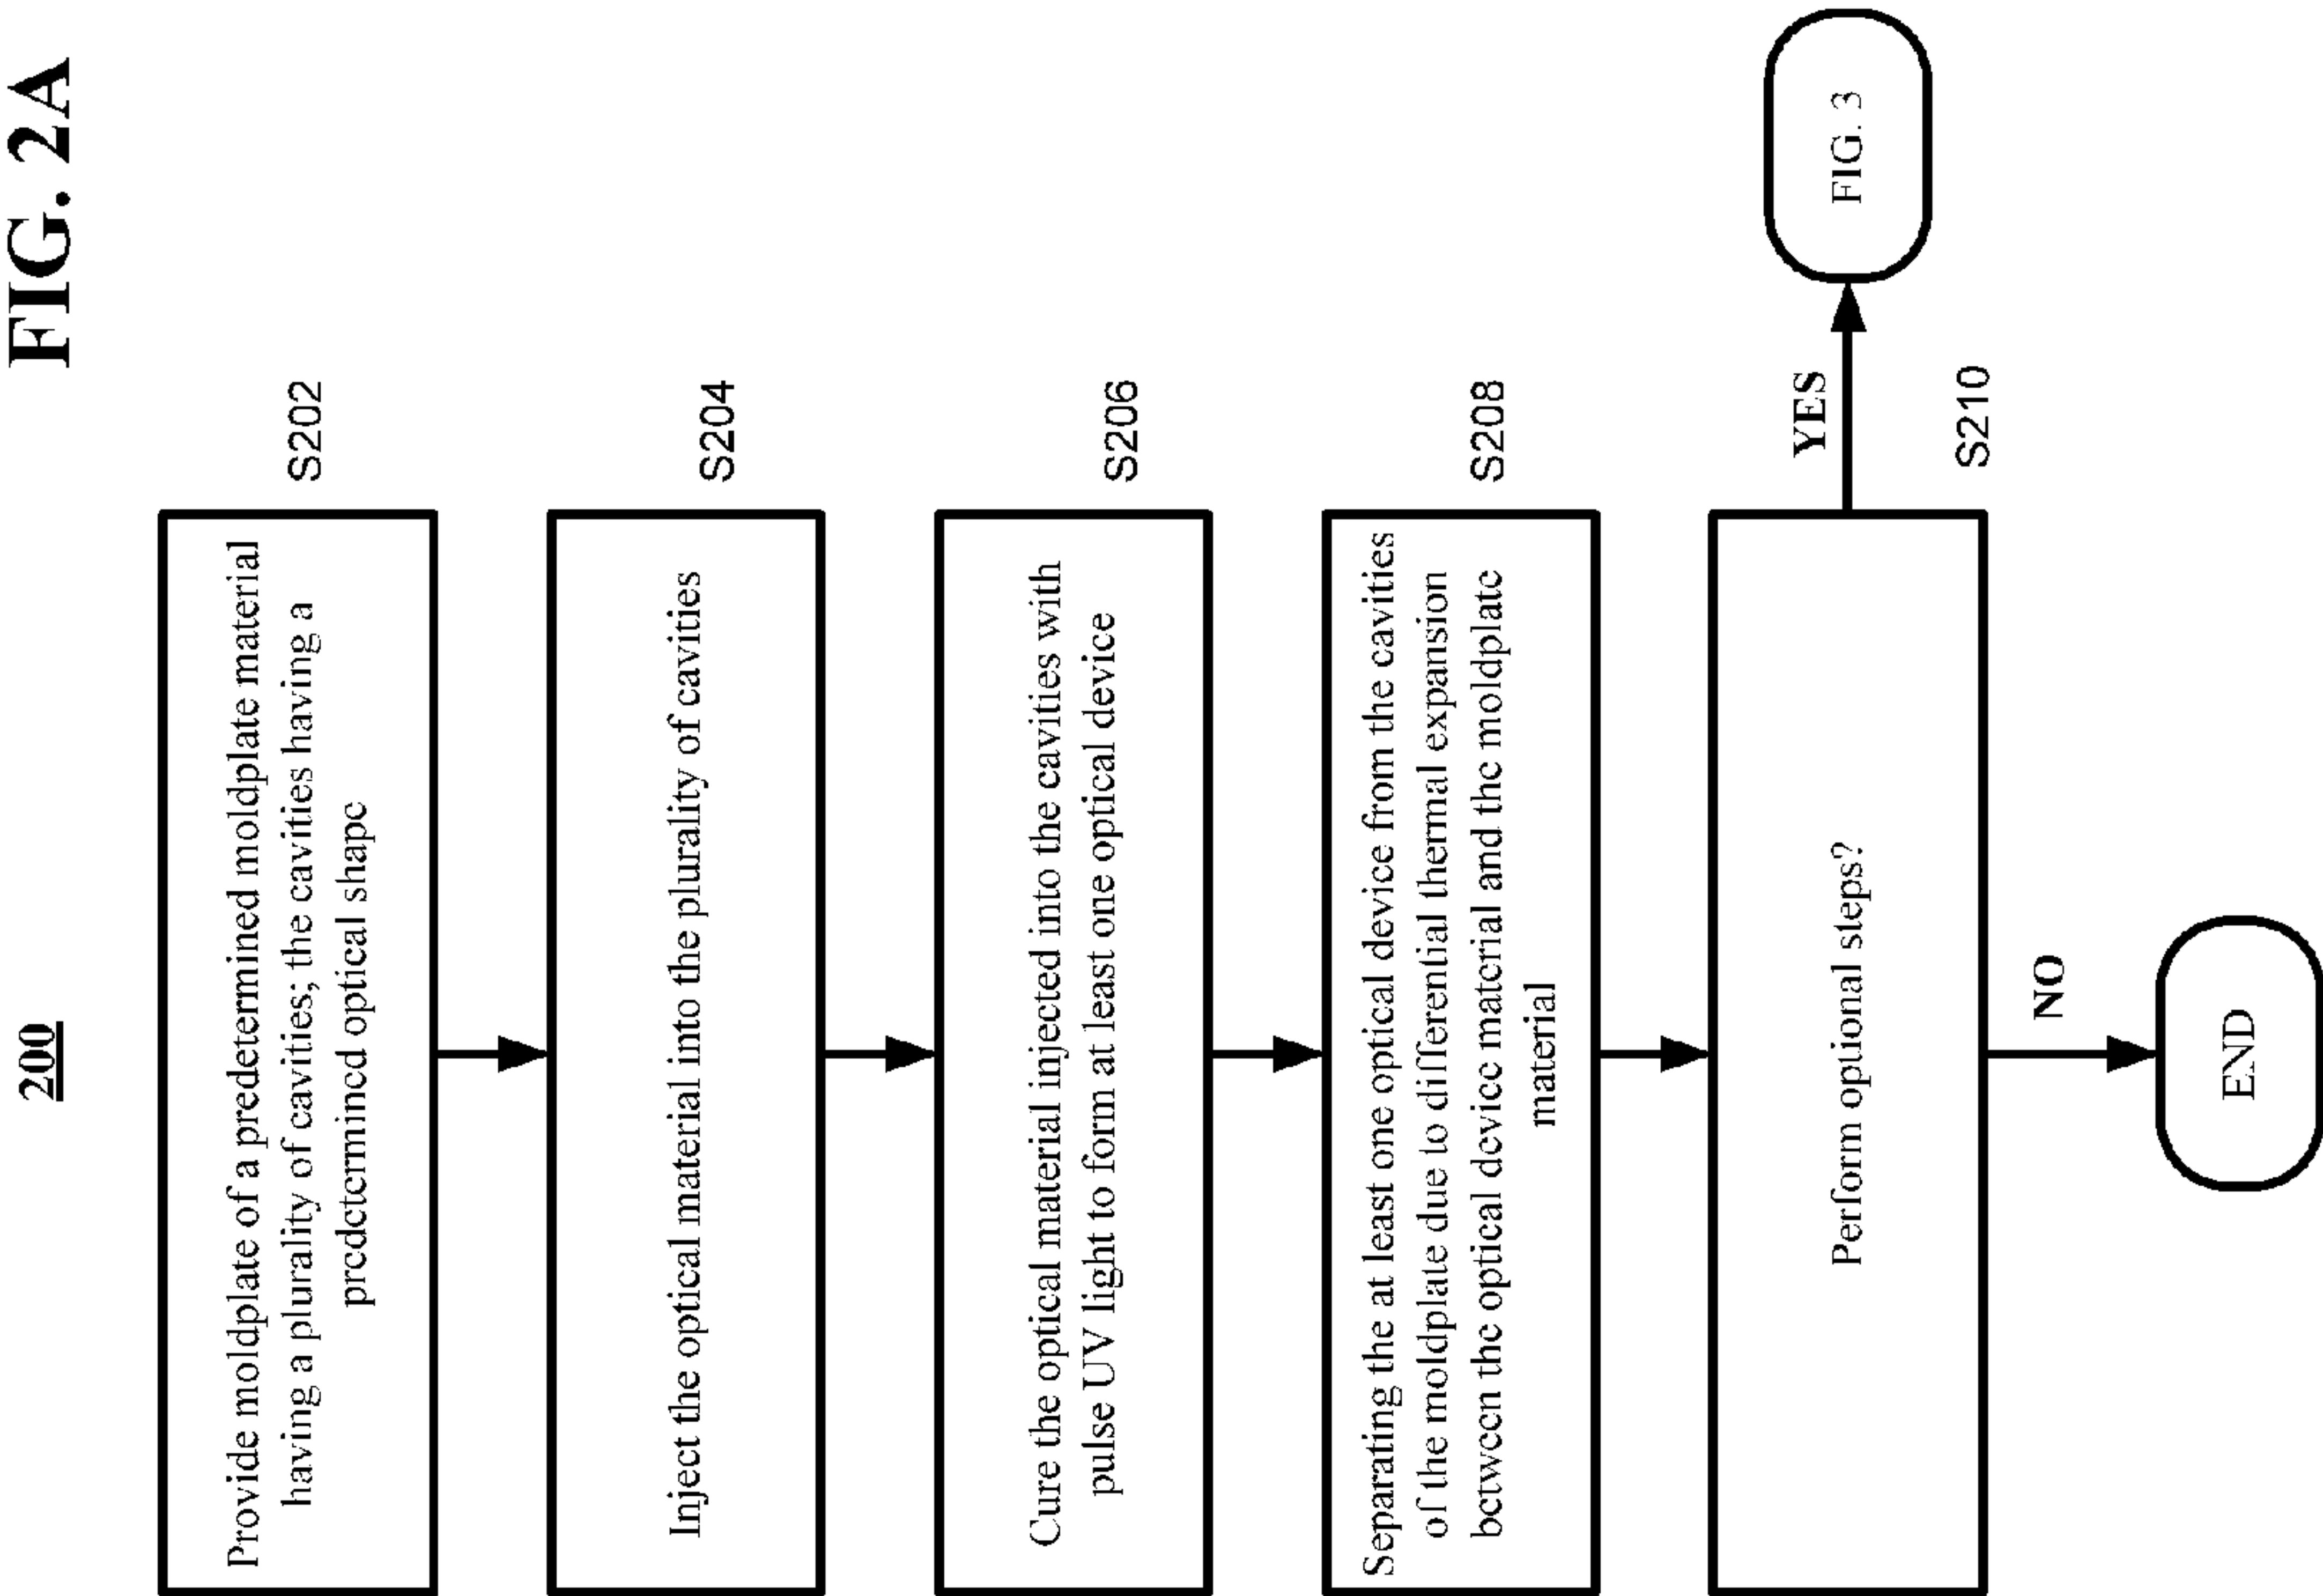 FIG. 2A
200
Provide moldplate of a predetermined moldplate material
having a plurality of cavities; the cavities having a
predetermined optical shape
S202
Inject the optical material into the plurality of cavities
S204
Cure the optical material injected into the cavities with
pulse UV light to form at least one optical device
S206
Separating the at least one optical device from the cavities
of the moldplate due to differential thermal expansion
between the optical device material and the moldplate
material
S208
Perform optional steps?
YES
FIG. 3
S210
NO
END